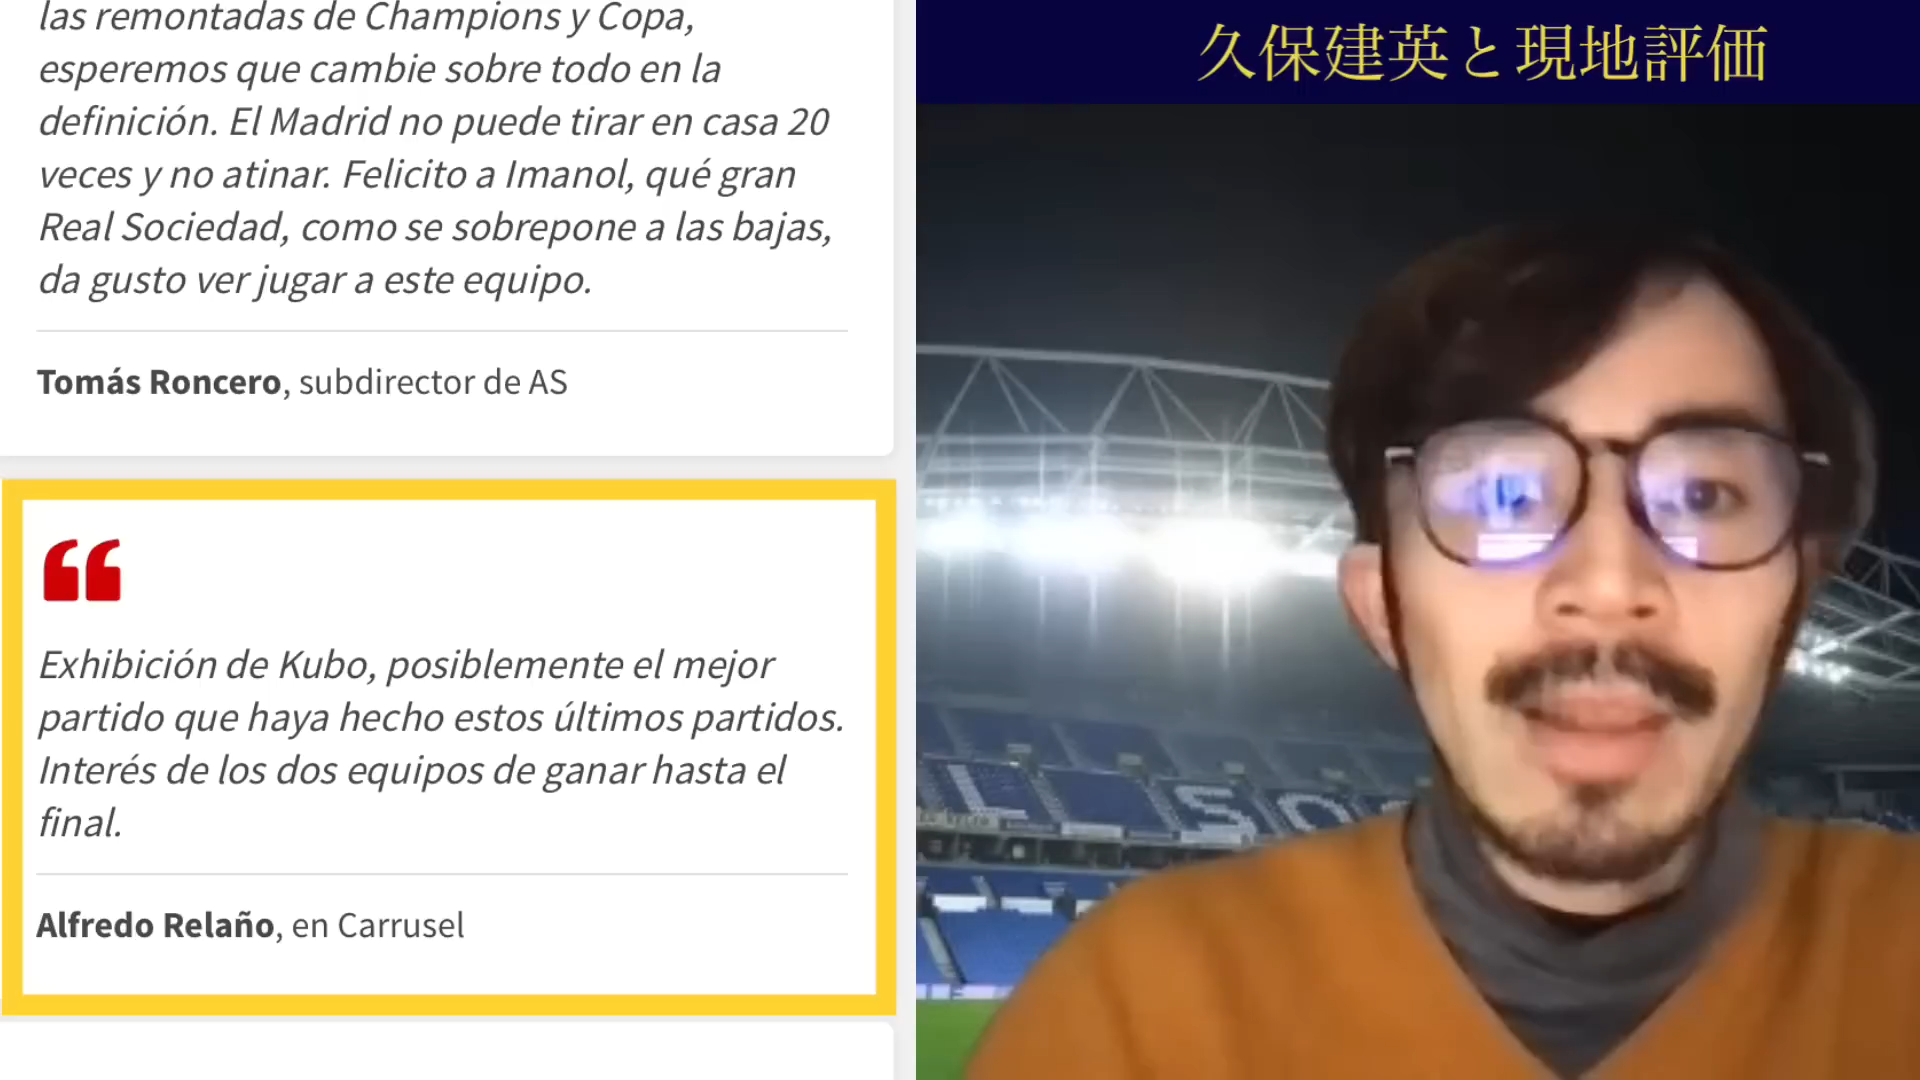 las remontadas de Champions y Copa,
esperemos que cambie sobre todo en la
definición. El Madrid no puede tirar en casa 20
veces y no atinar. Felicito a Imanol, qué gran
Real Sociedad, como se sobrepone a las bajas,
da gusto ver jugar a este equipo.
Tomás Roncero, subdirector de AS
“
Exhibición de Kubo, posiblemente el mejor
partido que haya hecho estos últimos partidos.
Interés de los dos equipos de ganar hasta el
final.
Alfredo Relaño, en Carrusel
久保建英と現地評価
L SO